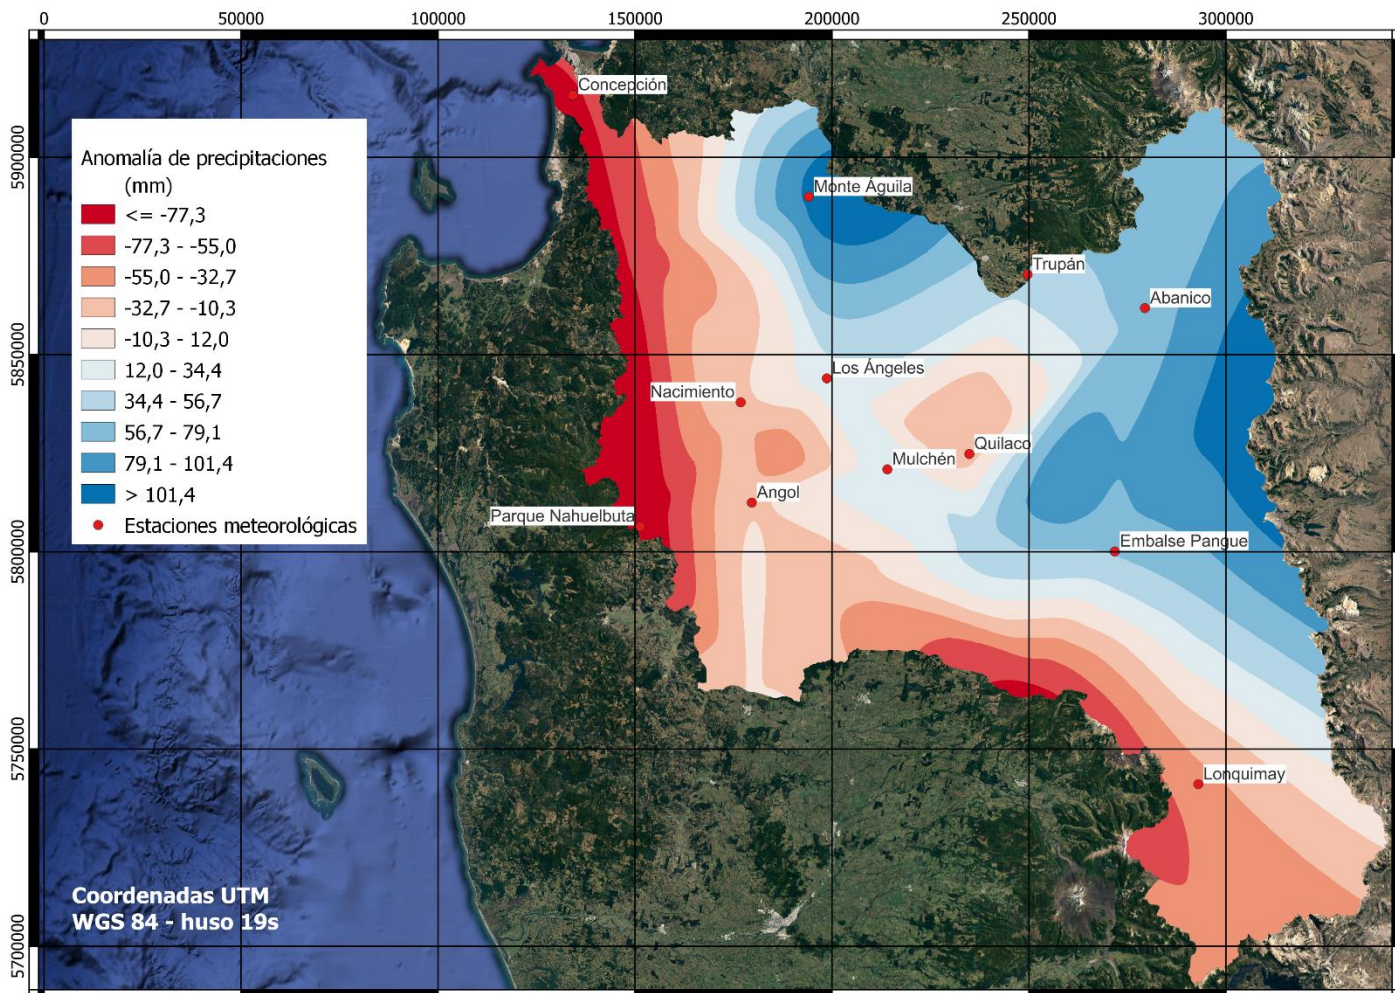 0 50000 100000 150000 200000 250000 300000
Concepción
5900000
Anomalía de precipitaciones
(mm)
<= -77,3
-77,3 - -55,0
-55,0 - -32,7
-32,7 - -10,3
-10,3 - 12,0
12,0 - 34,4
34,4 - 56,7
56,7 - 79,1
79,1 - 101,4
> 101,4
Estaciones meteorológicas
Monte Águila
Trupán
Abanico
5850000
Los Ángeles
Nacimiento
Quilaco
Mulchén
Angol
Parque Nahuelbuta
Embalse Pangue
5800000
5750000
Lonquimay
Coordenadas UTM
WGS 84 - huso 19s
5700000